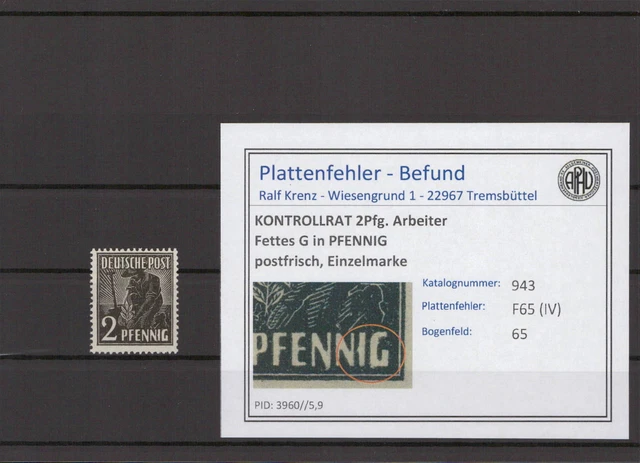 DEUTSCHE POST
2 PFENNIG
Plattenfehler - Befund
Ralf Krenz - Wiesengrund 1 - 22967 Tremsbüttel
APHV
KONTROLLRAT 2Pfg. Arbeiter
Fettes G in PFENNIG
postfrisch, Einzelmarke
Katalognummer: 943
Plattenfehler: F65 (IV)
Bogenfeld: 65
PFENNIG
PID: 3960//5,9